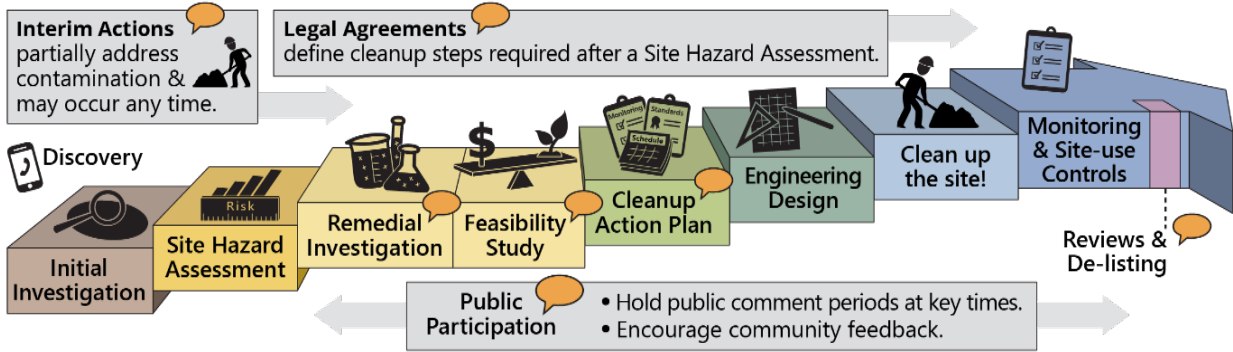 Interim Actions
partially address
contamination &
may occur any time.
Legal Agreements
define cleanup steps required after a Site Hazard Assessment.
Discovery
Initial
Investigation
Risk
Site Hazard
Assessment
Remedial
Investigation
$
Feasibility
Study
Monitoring
Standards
Schedule
Cleanup
Action Plan
Engineering
Design
Clean up
the site!
Monitoring
& Site-use
Controls
Reviews &
De-listing
Public
Participation
• Hold public comment periods at key times.
• Encourage community feedback.